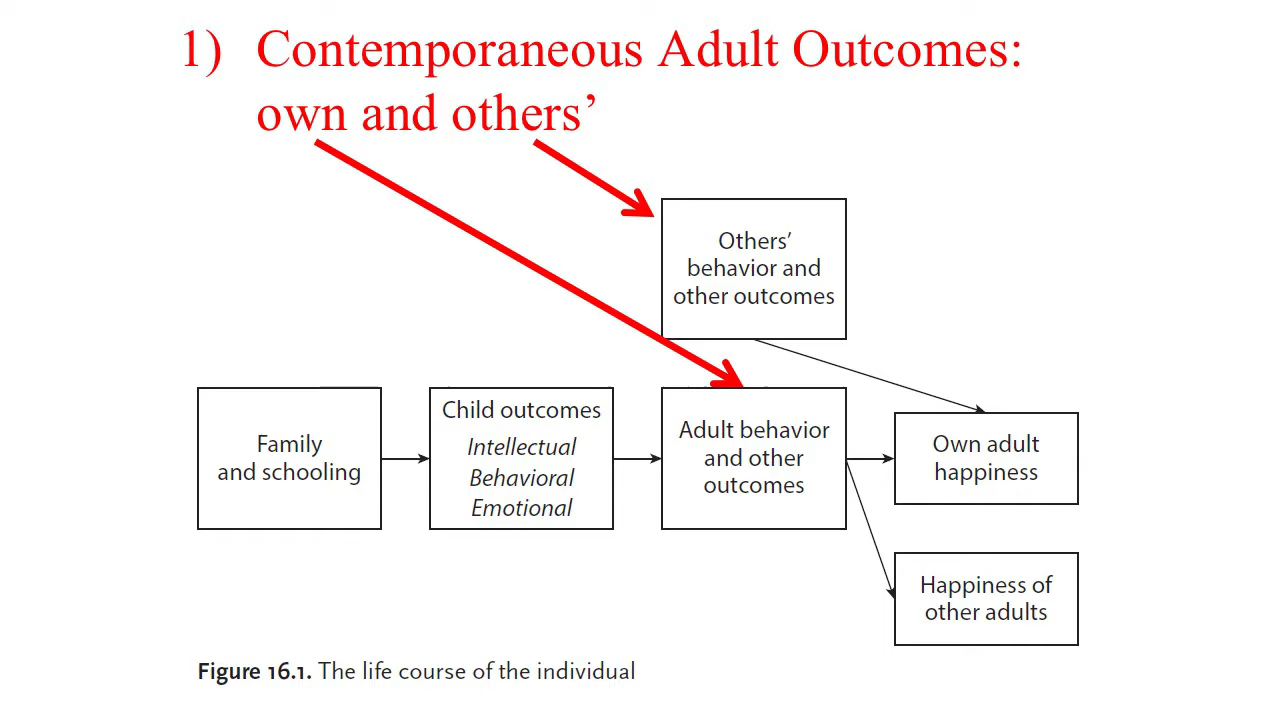 1) Contemporaneous Adult Outcomes:
own and others’
Others’
behavior and
other outcomes
Family
and schooling
Child outcomes
Intellectual
Behavioral
Emotional
Adult behavior
and other
outcomes
Own adult
happiness
Happiness of
other adults
Figure 16.1. The life course of the individual